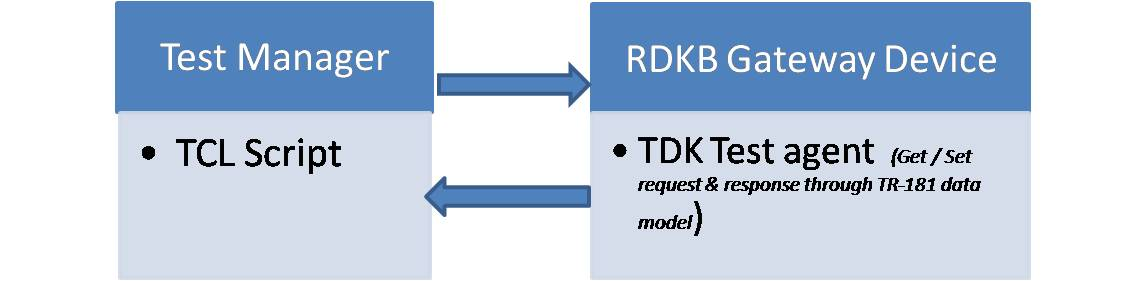 Test Manager
• TCL Script
RDKB Gateway Device
• TDK Test agent (Get / Set
request & response through TR-181 data
model)